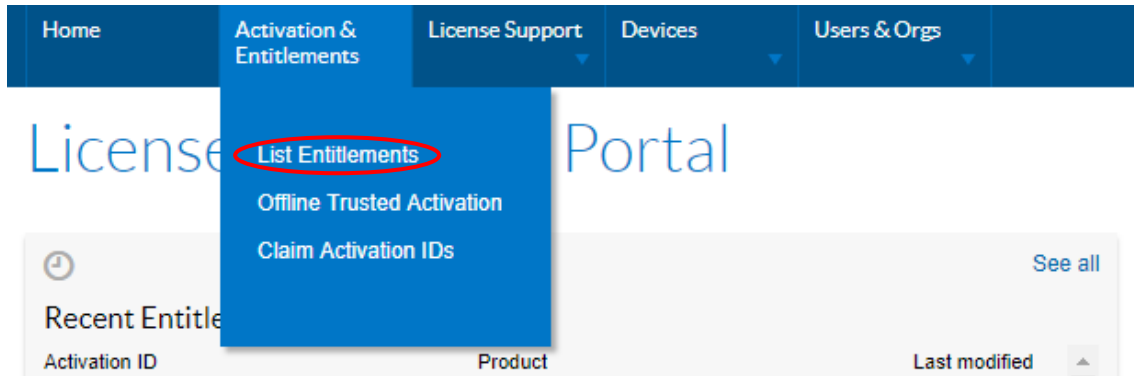 Home
Activation &
Entitlements
License Support
Devices
Users & Orgs
License Portal
List Entitlements
Offline Trusted Activation
Claim Activation IDs
See all
Recent Entitle
Activation ID Product Last modified